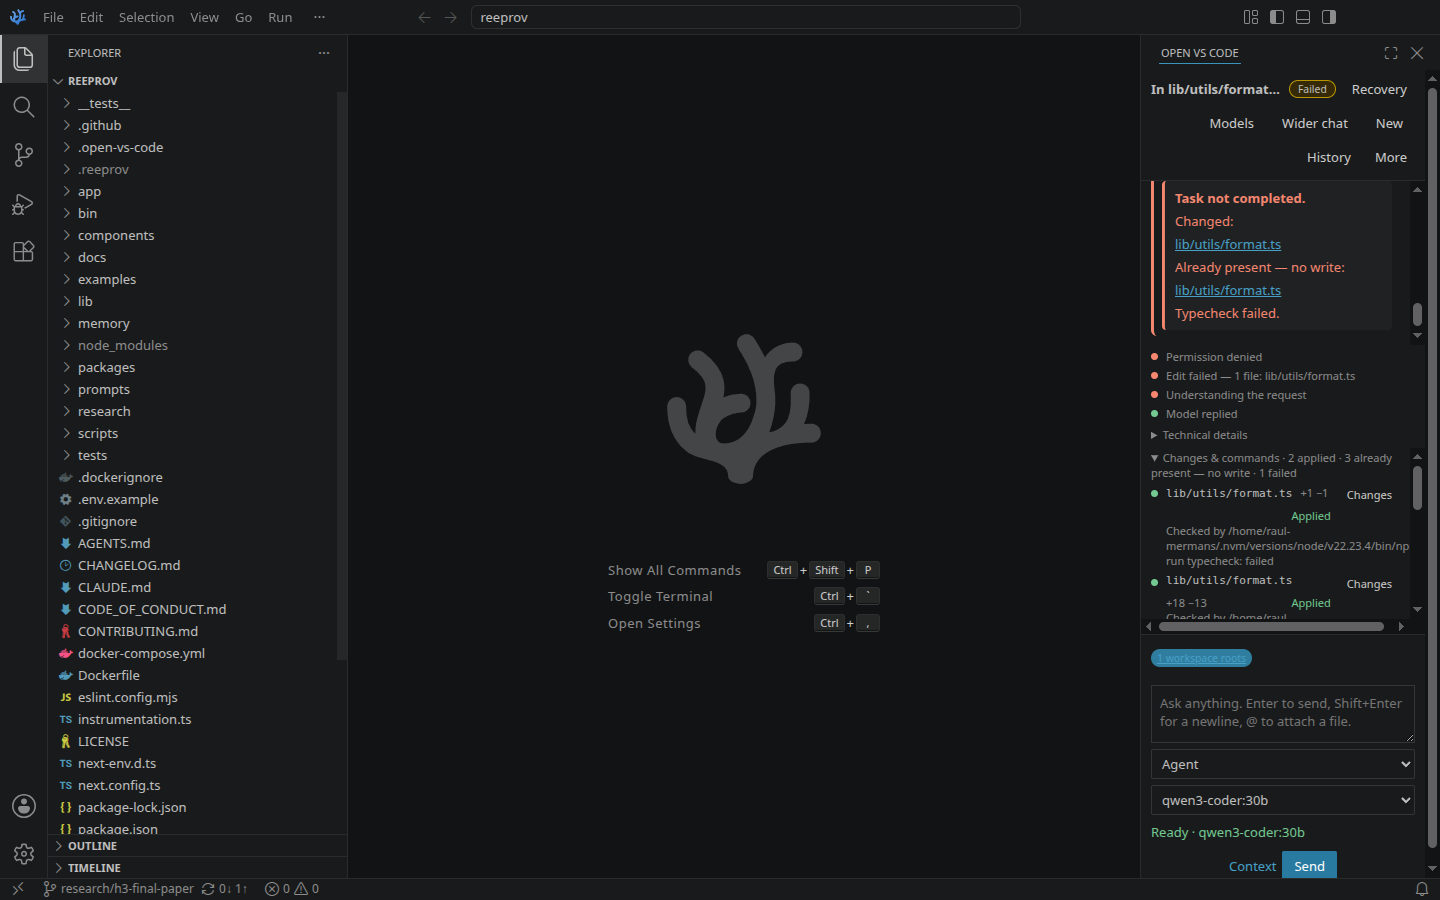 File Edit Selection View Go Run ···
reeprov
EXPLORER ···
REEPROV
__tests__
.github
.open-vs-code
.reeprov
app
bin
components
docs
examples
lib
memory
node_modules
packages
prompts
research
scripts
tests
.dockerignore
.env.example
.gitignore
AGENTS.md
CHANGELOG.md
CLAUDE.md
CODE_OF_CONDUCT.md
CONTRIBUTING.md
docker-compose.yml
Dockerfile
JS eslint.config.mjs
TS instrumentation.ts
LICENSE
TS next-env.d.ts
TS next.config.ts
{ } package-lock.json
{ } package.json
OUTLINE
TIMELINE
Show All Commands Ctrl + Shift + P
Toggle Terminal Ctrl + `
Open Settings Ctrl + ,
OPEN VS CODE
In lib/utils/format... Failed Recovery
Models Wider chat New
History More
Task not completed.
Changed:
lib/utils/format.ts
Already present — no write:
lib/utils/format.ts
Typecheck failed.
Permission denied
Edit failed — 1 file: lib/utils/format.ts
Understanding the request
Model replied
Technical details
Changes & commands · 2 applied · 3 already
present — no write · 1 failed
lib/utils/format.ts +1 −1 Changes
Applied
Checked by /home/raul-
mermans/.nvm/versions/node/v22.23.4/bin/np
run typecheck: failed
lib/utils/format.ts Changes
+18 −13 Applied
Checked by /home/raul-
1 workspace roots
Ask anything. Enter to send, Shift+Enter
for a newline, @ to attach a file.
Agent
qwen3-coder:30b
Ready · qwen3-coder:30b
Context Send
research/h3-final-paper 0↓ 1↑ 0 0